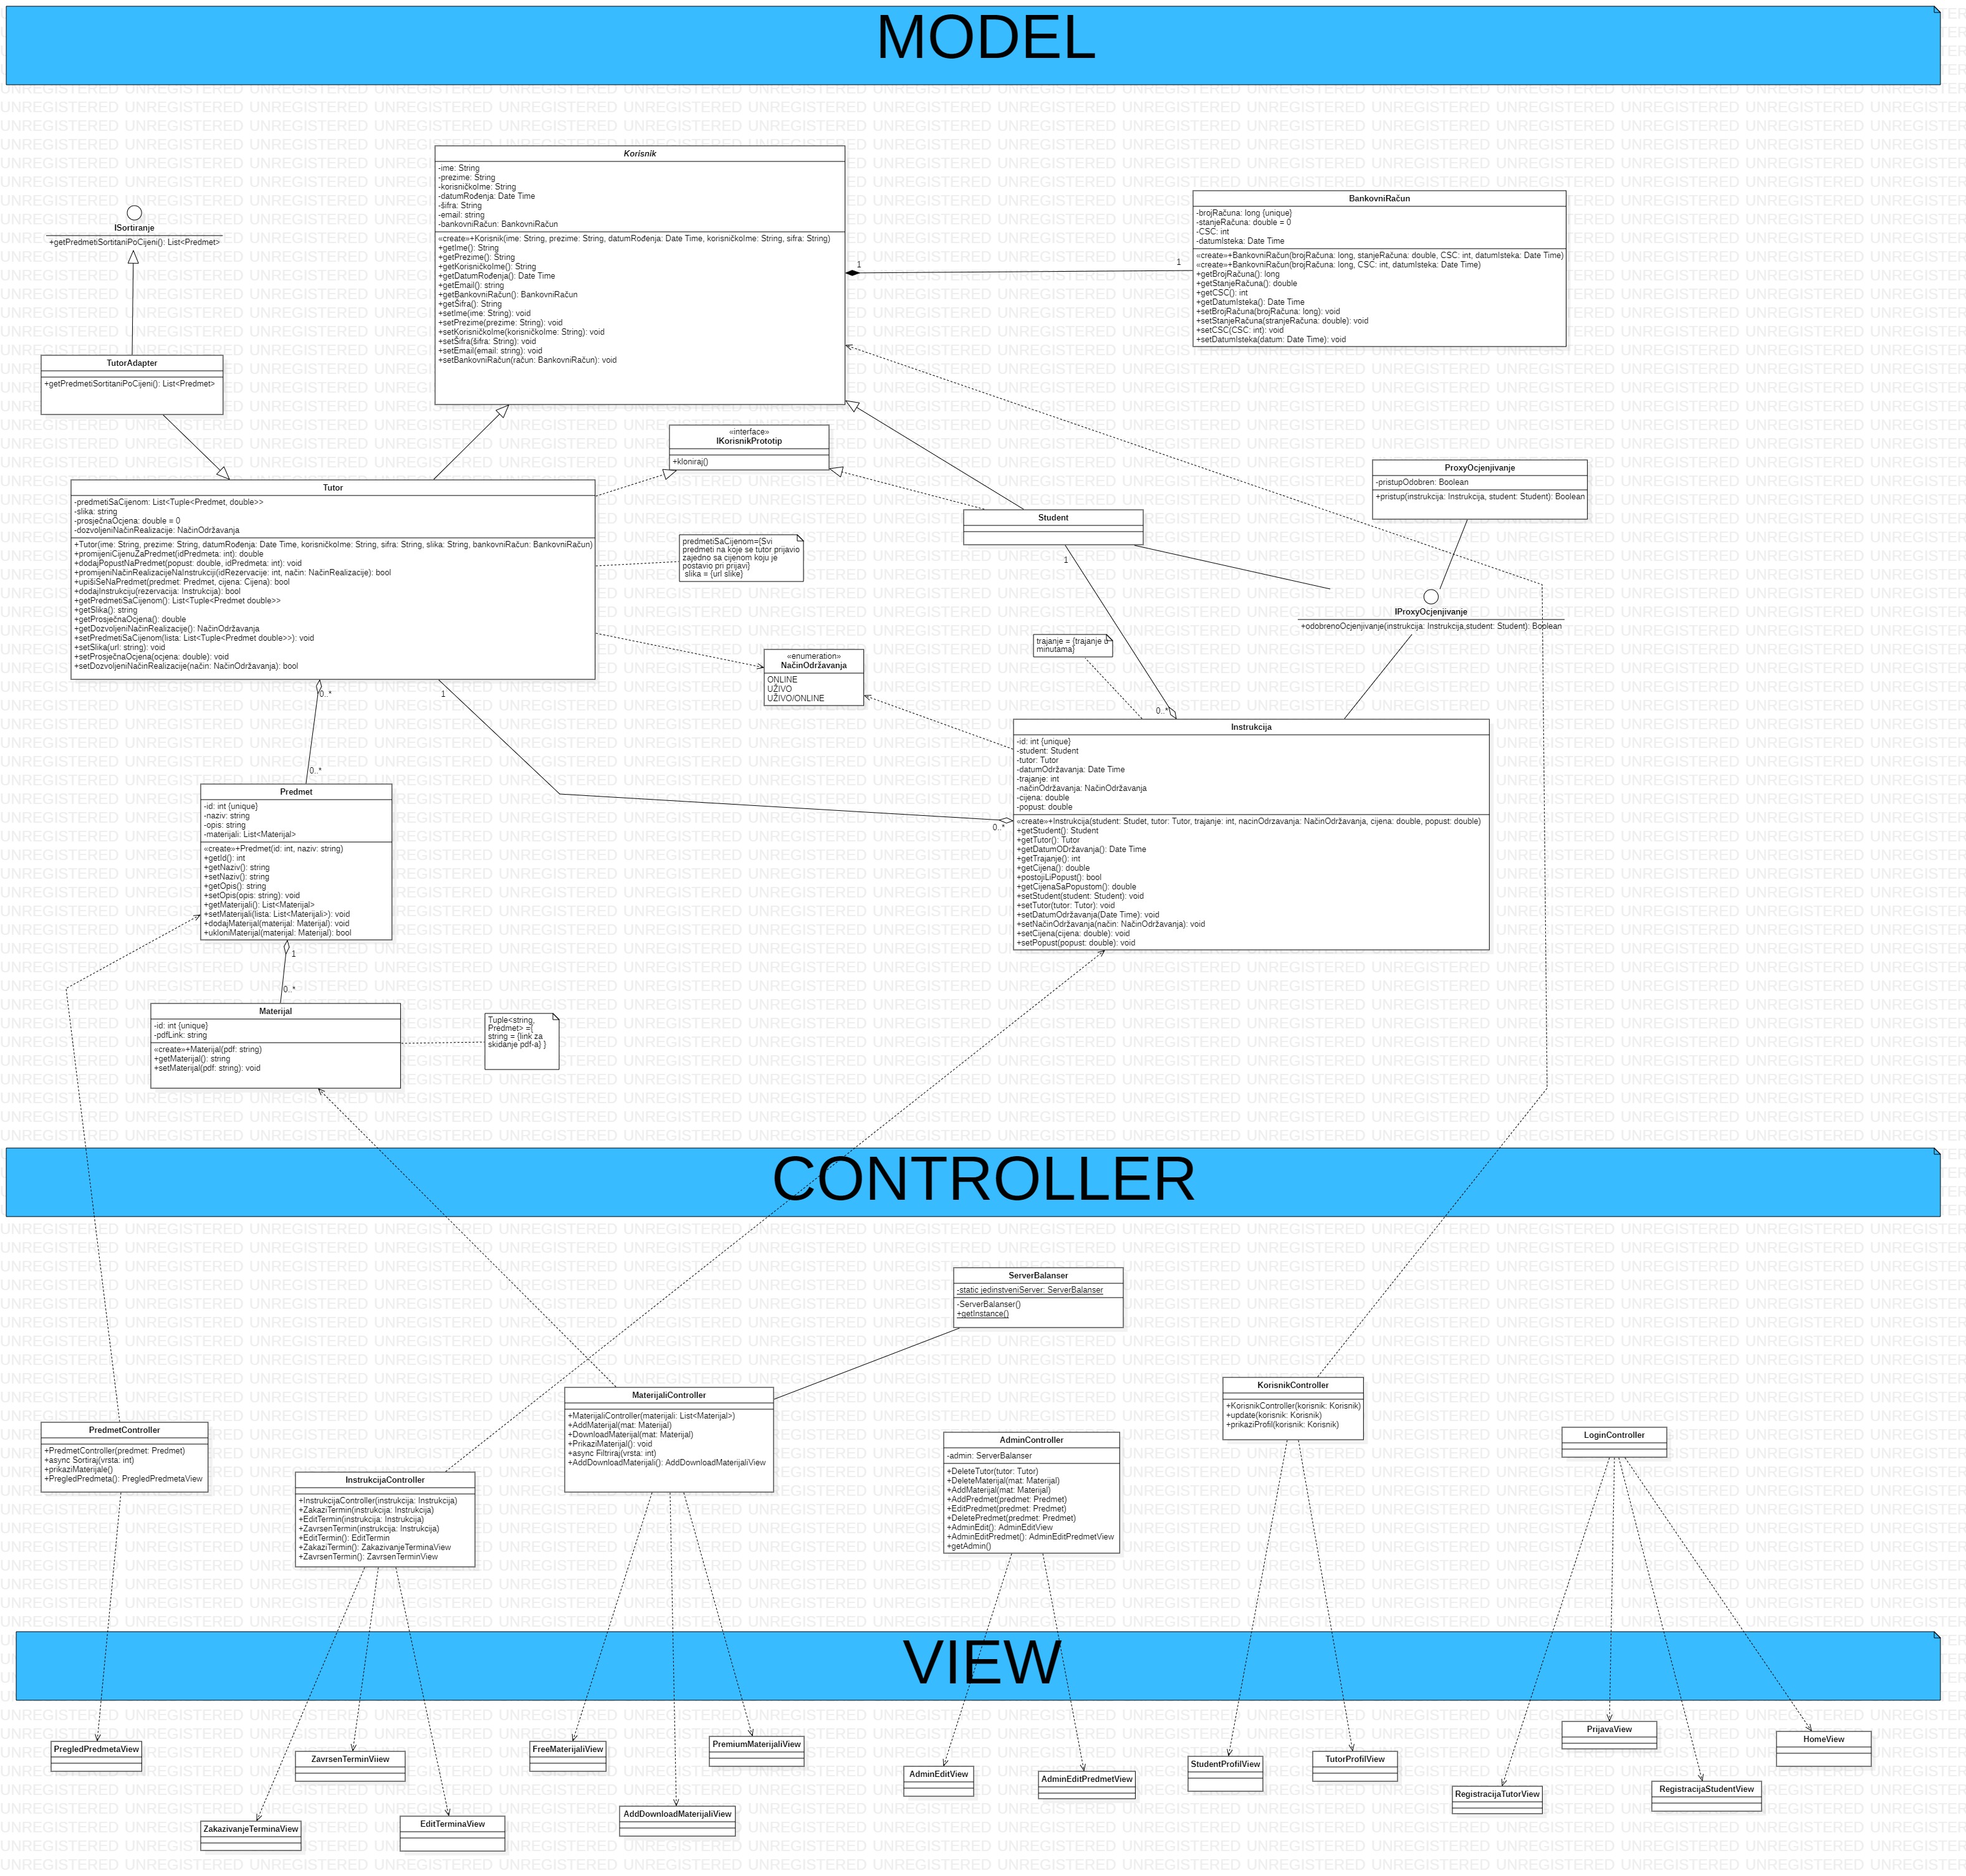 MODEL
Korisnik
-ime: String
-prezime: String
-korisničkoIme: String
-datumRođenja: Date Time
-šifra: String
-email: string
-bankovniRačun: BankovniRačun
«create»+Korisnik(ime: String, prezime: String, datumRođenja: Date Time, korisničkoIme: String, sifra: String)
+getIme(): String
+getPrezime(): String
+getKorisničkoIme(): String
+getDatumRođenja(): Date Time
+getEmail(): string
+getBankovniRačun(): BankovniRačun
+getŠifra(): String
+setIme(ime: String): void
+setPrezime(prezime: String): void
+setKorisničkoIme(korisničkoIme: String): void
+setŠifra(šifra: String): void
+setEmail(email: string): void
+setBankovniRačun(račun: BankovniRačun): void
BankovniRačun
-brojRačuna: long {unique}
-stanjeRačuna: double = 0
-CSC: int
-datumIsteka: Date Time
«create»+BankovniRačun(brojRačuna: long, stanjeRačuna: double, CSC: int, datumIsteka: Date Time)
«create»+BankovniRačun(brojRačuna: long, CSC: int, datumIsteka: Date Time)
+getBrojRačuna(): long
+getStanjeRačuna(): double
+getCSC(): int
+getDatumIsteka(): Date Time
+setBrojRačuna(brojRačuna: long): void
+setStanjeRačuna(stranjeRačuna: double): void
+setCSC(CSC: int): void
+setDatumIsteka(datum: Date Time): void
1
1
ISortiranje
+getPredmetiSortitaniPoCijeni(): List<Predmet>
TutorAdapter
+getPredmetiSortitaniPoCijeni(): List<Predmet>
«interface»
IKorisnikPrototip
+kloniraj()
ProxyOcjenjivanje
-pristupOdobren: Boolean
+pristup(instrukcija: Instrukcija, student: Student): Boolean
Tutor
-predmetiSaCijenom: List<Tuple<Predmet, double>>
-slika: string
-prosječnaOcjena: double = 0
-dozvoljeniNačinRealizacije: NačinOdržavanja
+Tutor(ime: String, prezime: String, datumRođenja: Date Time, korisničkoIme: String, sifra: String, slika: String, bankovniRačun: BankovniRačun)
+promijeniCijenuZaPredmet(idPredmeta: int): double
+dodajPopustNaPredmet(popust: double, idPredmeta: int): void
+promijeniNačinRealizacijeNaInstrukciji(idRezervacije: int, način: NačinRealizacije): bool
+upišiSeNaPredmet(predmet: Predmet, cijena: Cijena): bool
+dodajInstrukciju(rezervacija: Instrukcija): bool
+getPredmetiSaCijenom(): List<Tuple<Predmet double>>
+getSlika(): string
+getProsječnaOcjena(): double
+getDozvoljeniNačinRealizacije(): NačinOdržavanja
+setPredmetiSaCijenom(lista: List<Tuple<Predmet double>>): void
+setSlika(url: string): void
+setProsječnaOcjena(ocjena: double): void
+setDozvoljeniNačinRealizacije(način: NačinOdržavanja): bool
Student
predmetiSaCijenom={Svi
predmeti na koje se tutor prijavio
zajedno sa cijenom koju je
postavio pri prijavi}
slika = {url slike}
1
IProxyOcjenjivanje
+odobrenoOcjenjivanje(instrukcija: Instrukcija,student: Student): Boolean
trajanje = {trajanje u
minutama}
«enumeration»
NačinOdržavanja
ONLINE
UŽIVO
UŽIVO/ONLINE
0..*
1
0..*
Instrukcija
-id: int {unique}
-student: Student
-tutor: Tutor
-datumOdržavanja: Date Time
-trajanje: int
-načinOdržavanja: NačinOdržavanja
-cijena: double
-popust: double
«create»+Instrukcija(student: Studet, tutor: Tutor, trajanje: int, nacinOdrzavanja: NačinOdržavanja, cijena: double, popust: double)
+getStudent(): Student
+getTutor(): Tutor
+getDatumODržavanja(): Date Time
+getTrajanje(): int
+getCijena(): double
+postojiLiPopust(): bool
+getCijenaSaPopustom(): double
+setStudent(student: Student): void
+setTutor(tutor: Tutor): void
+setDatumOdržavanja(Date Time): void
+setNačinOdržavanja(način: NačinOdržavanja): void
+setCijena(cijena: double): void
+setPopust(popust: double): void
0..*
0..*
Predmet
-id: int {unique}
-naziv: string
-opis: string
-materijali: List<Materijal>
«create»+Predmet(id: int, naziv: string)
+getId(): int
+getNaziv(): string
+setNaziv(): string
+getOpis(): string
+setOpis(opis: string): void
+getMaterijali(): List<Materijal>
+setMaterijali(lista: List<Materijali>): void
+dodajMaterijal(materijal: Materijal): void
+ukloniMaterijal(materijal: Materijal): bool
1
0..*
Materijal
-id: int {unique}
-pdfLink: string
«create»+Materijal(pdf: string)
+getMaterijal(): string
+setMaterijal(pdf: string): void
Tuple<string,
Predmet> ={
string = {link za
skidanje pdf-a} }
CONTROLLER
ServerBalanser
-static jedinstveniServer: ServerBalanser
-ServerBalanser()
+getInstance()
MaterijaliController
+MaterijaliController(materijali: List<Materijal>)
+AddMaterijal(mat: Materijal)
+DownloadMaterijal(mat: Materijal)
+PrikaziMaterijal(): void
+async Filtriraj(vrsta: int)
+AddDownloadMaterijali(): AddDownloadMaterijaliView
KorisnikController
+KorisnikController(korisnik: Korisnik)
+update(korisnik: Korisnik)
+prikaziProfil(korisnik: Korisnik)
PredmetController
+PredmetController(predmet: Predmet)
+async Sortiraj(vrsta: int)
+prikaziMaterijale()
+PregledPredmeta(): PregledPredmetaView
AdminController
-admin: ServerBalanser
+DeleteTutor(tutor: Tutor)
+DeleteMaterijal(mat: Materijal)
+AddMaterijal(mat: Materijal)
+AddPredmet(predmet: Predmet)
+EditPredmet(predmet: Predmet)
+DeletePredmet(predmet: Predmet)
+AdminEdit(): AdminEditView
+AdminEditPredmet(): AdminEditPredmetView
+getAdmin()
LoginController
InstrukcijaController
+InstrukcijaController(instrukcija: Instrukcija)
+ZakaziTermin(instrukcija: Instrukcija)
+EditTermin(instrukcija: Instrukcija)
+ZavrsenTermin(instrukcija: Instrukcija)
+EditTermin(): EditTermin
+ZakaziTermin(): ZakazivanjeTerminaView
+ZavrsenTermin(): ZavrsenTerminView
VIEW
PregledPredmetaView
ZavrsenTerminViiew
FreeMaterijaliView
PremiumMaterijaliView
AdminEditView
AdminEditPredmetView
StudentProfilView
TutorProfilView
PrijavaView
HomeView
RegistracijaTutorView
RegistracijaStudentView
ZakazivanjeTerminaView
EditTerminaView
AddDownloadMaterijaliView